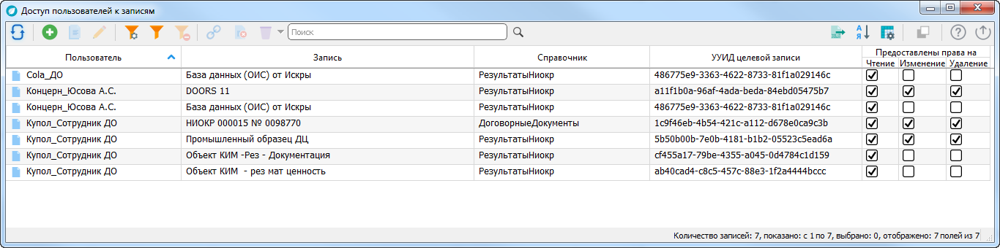 Доступ пользователей к записям
Поиск
А
Я
Пользователь Запись Справочник УУИД целевой записи Предоставлены права на
Чтение Изменение Удаление
Cola_ДО База данных (ОИС) от Искры РезультатыНиокр 486775e9-3363-4622-8733-81f1a029146c
Концерн_Юсова А.С. DOORS 11 РезультатыНиокр a11f1b0a-96af-4ada-beda-84ebd05475b7
Концерн_Юсова А.С. База данных (ОИС) от Искры РезультатыНиокр 486775e9-3363-4622-8733-81f1a029146c
Купол_Сотрудник ДО НИОКР 000015 № 0098770 ДоговорныеДокументы 1c9f46eb-4b54-421c-a112-d678e0ca9c3b
Купол_Сотрудник ДО Промышленный образец ДЦ РезультатыНиокр 5b50b00b-7e0b-4181-b1b2-05523c5ead6a
Купол_Сотрудник ДО Объект КИМ -Рез - Документация РезультатыНиокр cf455a17-79be-4355-a045-0d4784c1d159
Купол_Сотрудник ДО Объект КИМ - рез мат ценность РезультатыНиокр ab40cad4-c8c5-457c-88e3-1f2a4444bccc
Количество записей: 7, показано: с 1 по 7, выбрано: 0, отображено: 7 полей из 7